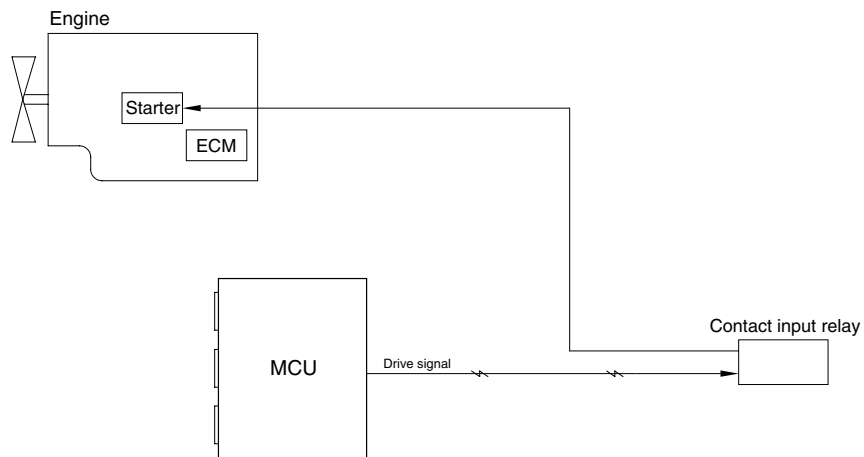 Engine
Starter
ECM
Contact input relay
MCU
Drive signal